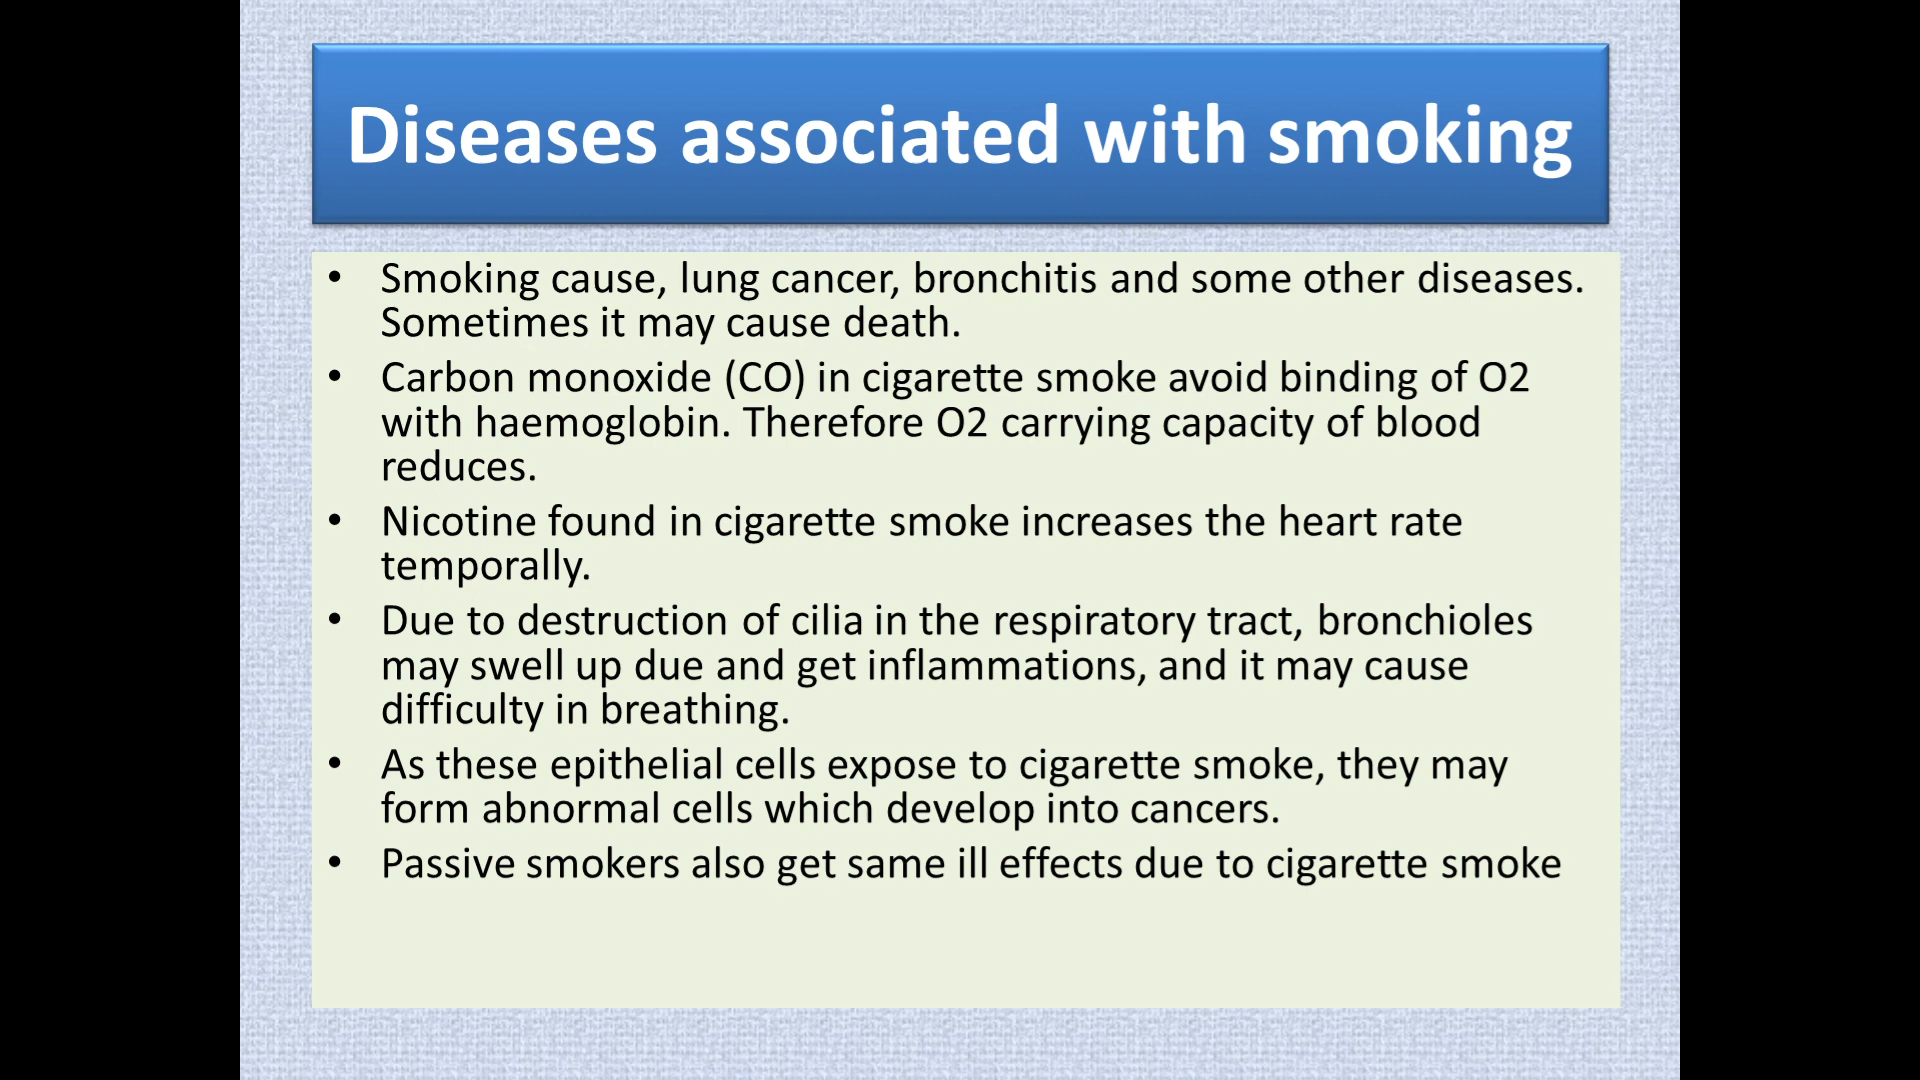 Diseases associated with smoking
• Smoking cause, lung cancer, bronchitis and some other diseases.
Sometimes it may cause death.
• Carbon monoxide (CO) in cigarette smoke avoid binding of O2
with haemoglobin. Therefore O2 carrying capacity of blood
reduces.
• Nicotine found in cigarette smoke increases the heart rate
temporally.
• Due to destruction of cilia in the respiratory tract, bronchioles
may swell up due and get inflammations, and it may cause
difficulty in breathing.
• As these epithelial cells expose to cigarette smoke, they may
form abnormal cells which develop into cancers.
• Passive smokers also get same ill effects due to cigarette smoke